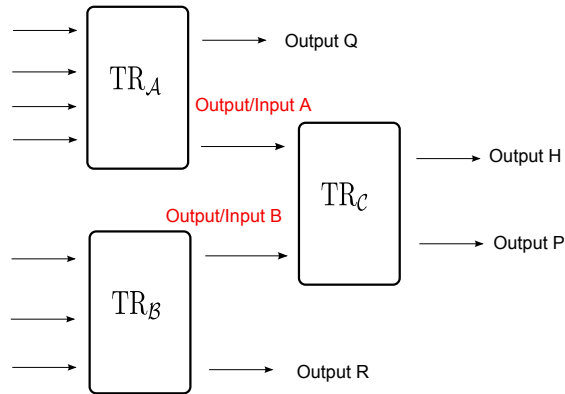 Output Q
TR𝒜
Output/Input A
Output H
TR𝒞
Output/Input B
Output P
TRℬ
Output R